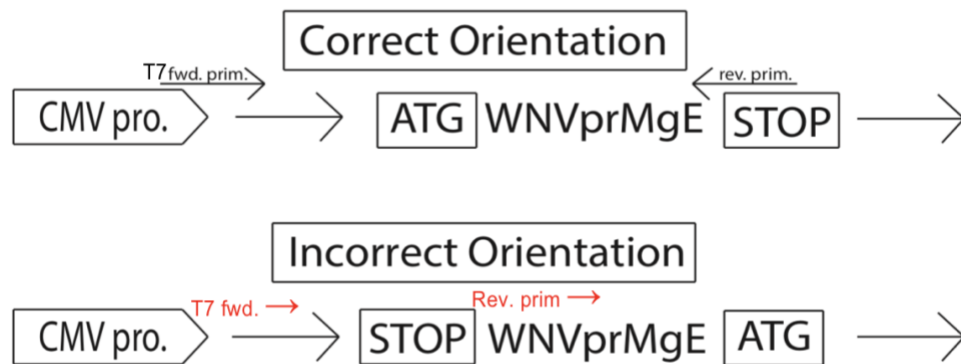 Correct Orientation
T7 fwd. prim. rev. prim.
CMV pro. ATG WNVprMgE STOP
Incorrect Orientation
T7 fwd. Rev. prim
CMV pro. STOP WNVprMgE ATG